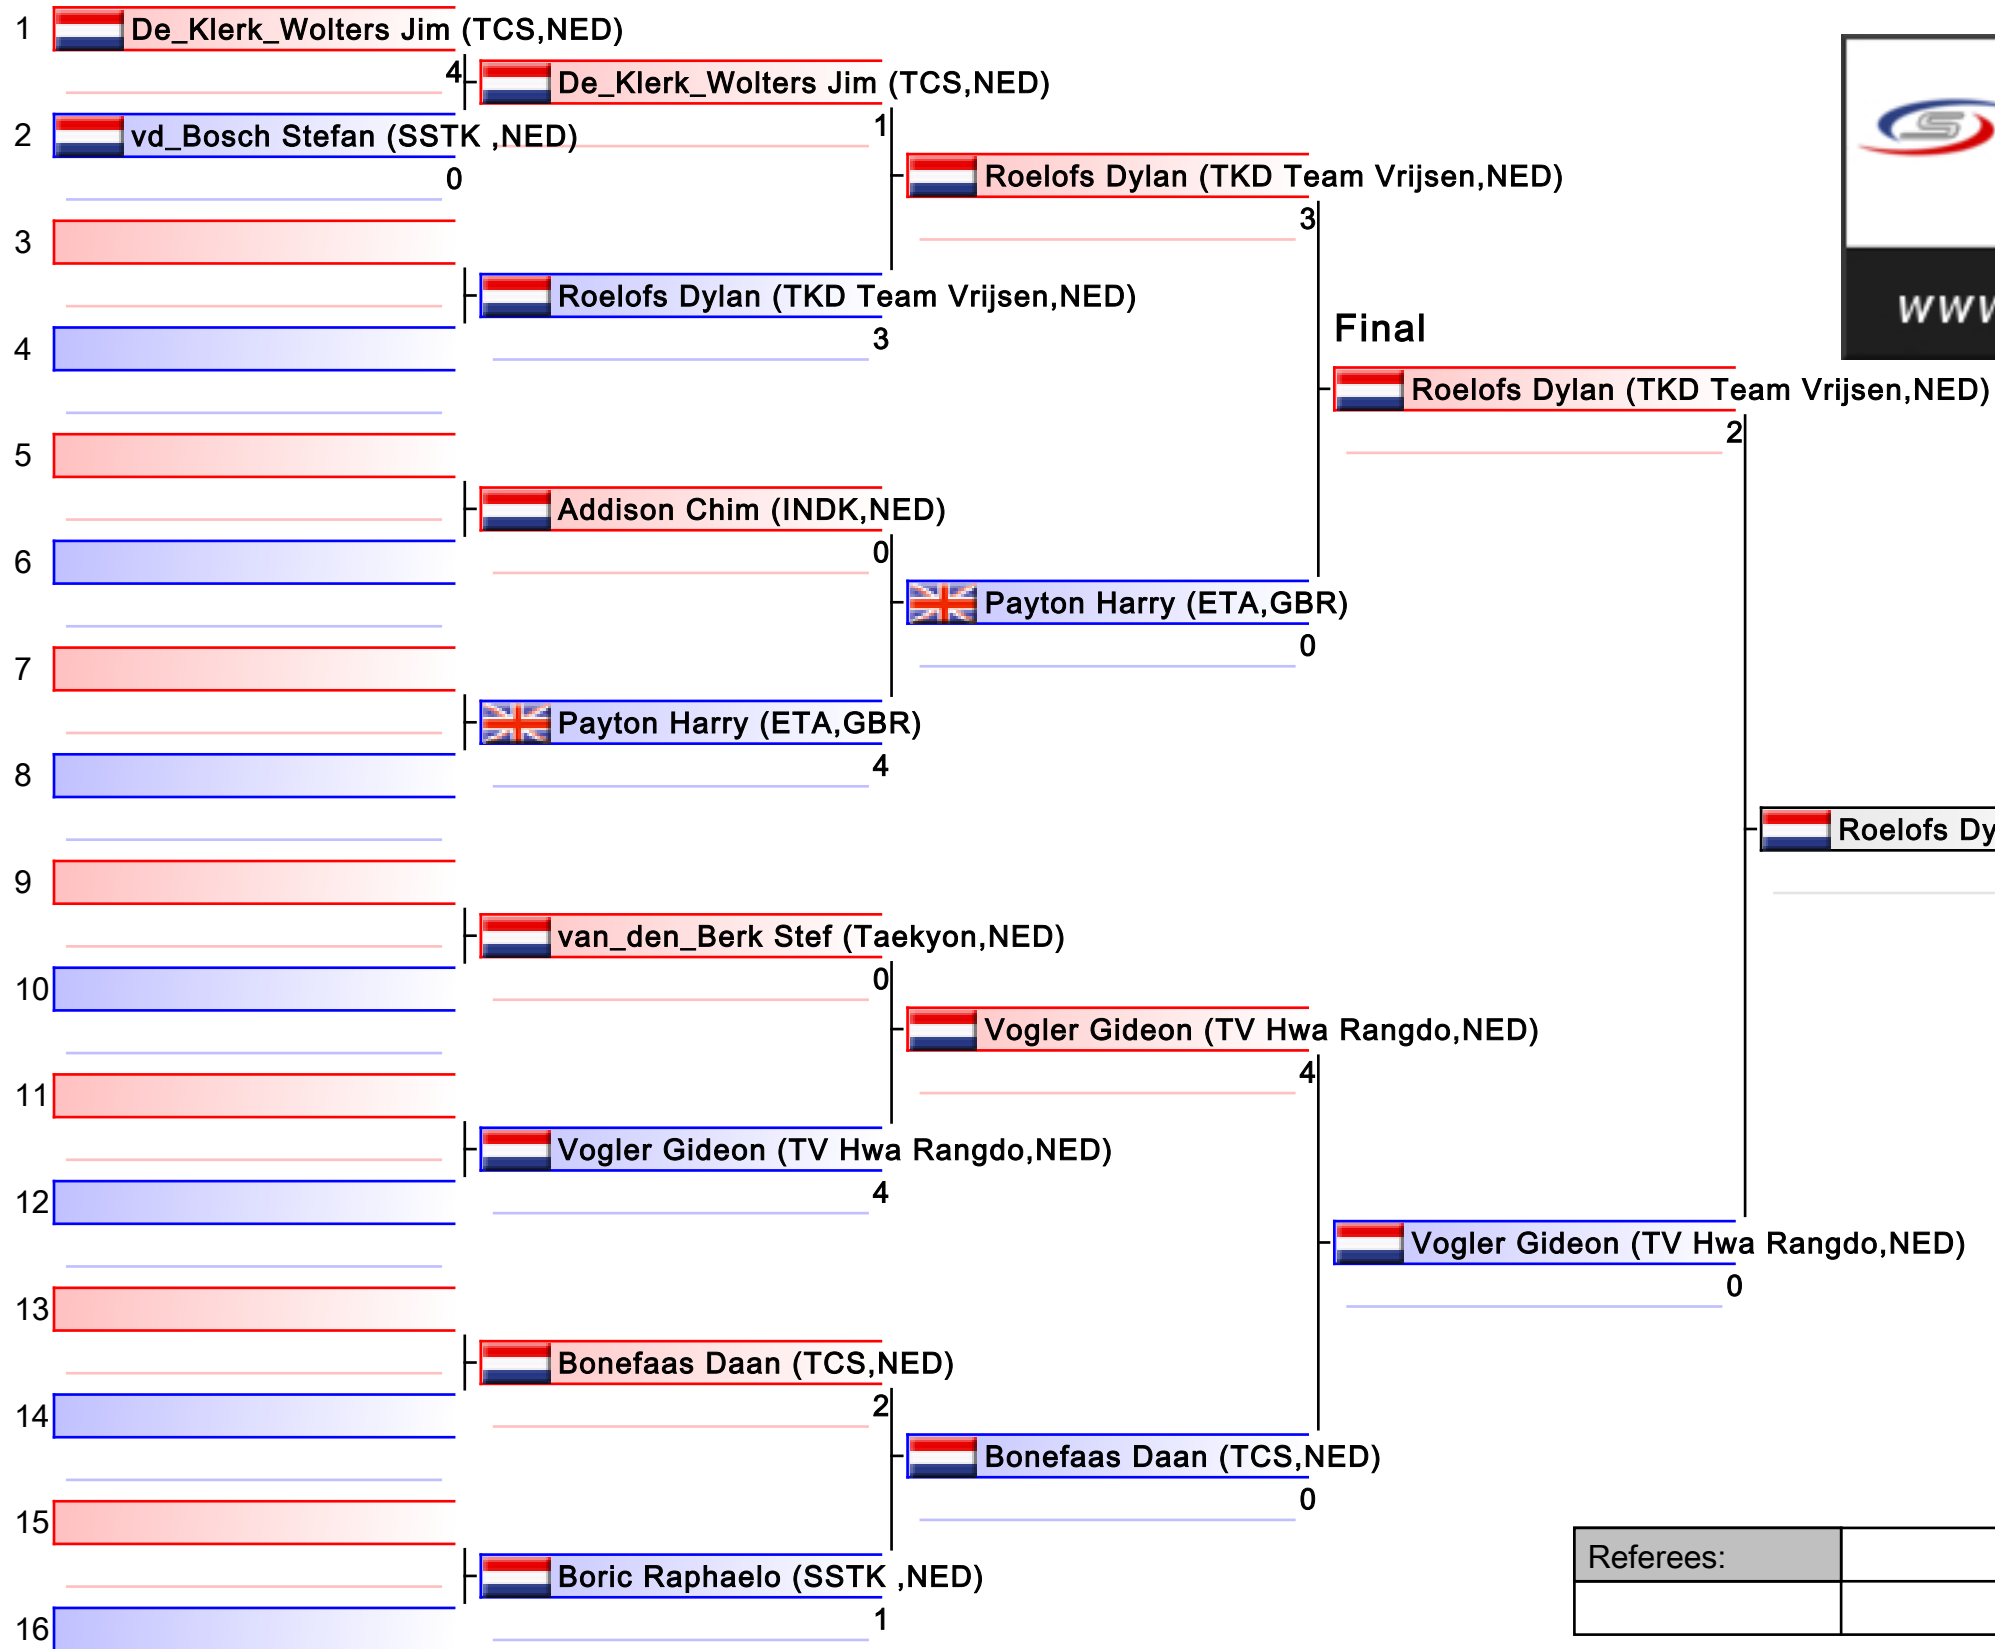 1 De_Klerk_Wolters Jim (TCS,NED)
4
De_Klerk_Wolters Jim (TCS,NED)
1
2 vd_Bosch Stefan (SSTK ,NED)
0
Roelofs Dylan (TKD Team Vrijsen,NED)
3
3
Roelofs Dylan (TKD Team Vrijsen,NED)
3
4
Final
Roelofs Dylan (TKD Team Vrijsen,NED)
2
5
Addison Chim (INDK,NED)
0
6
Payton Harry (ETA,GBR)
0
7
Payton Harry (ETA,GBR)
4
8
Roelofs Dy
9
van_den_Berk Stef (Taekyon,NED)
0
10
Vogler Gideon (TV Hwa Rangdo,NED)
4
11
Vogler Gideon (TV Hwa Rangdo,NED)
4
12
Vogler Gideon (TV Hwa Rangdo,NED)
0
13
Bonefaas Daan (TCS,NED)
2
14
Bonefaas Daan (TCS,NED)
0
15
Boric Raphaelo (SSTK ,NED)
1
16
S
www
Referees: